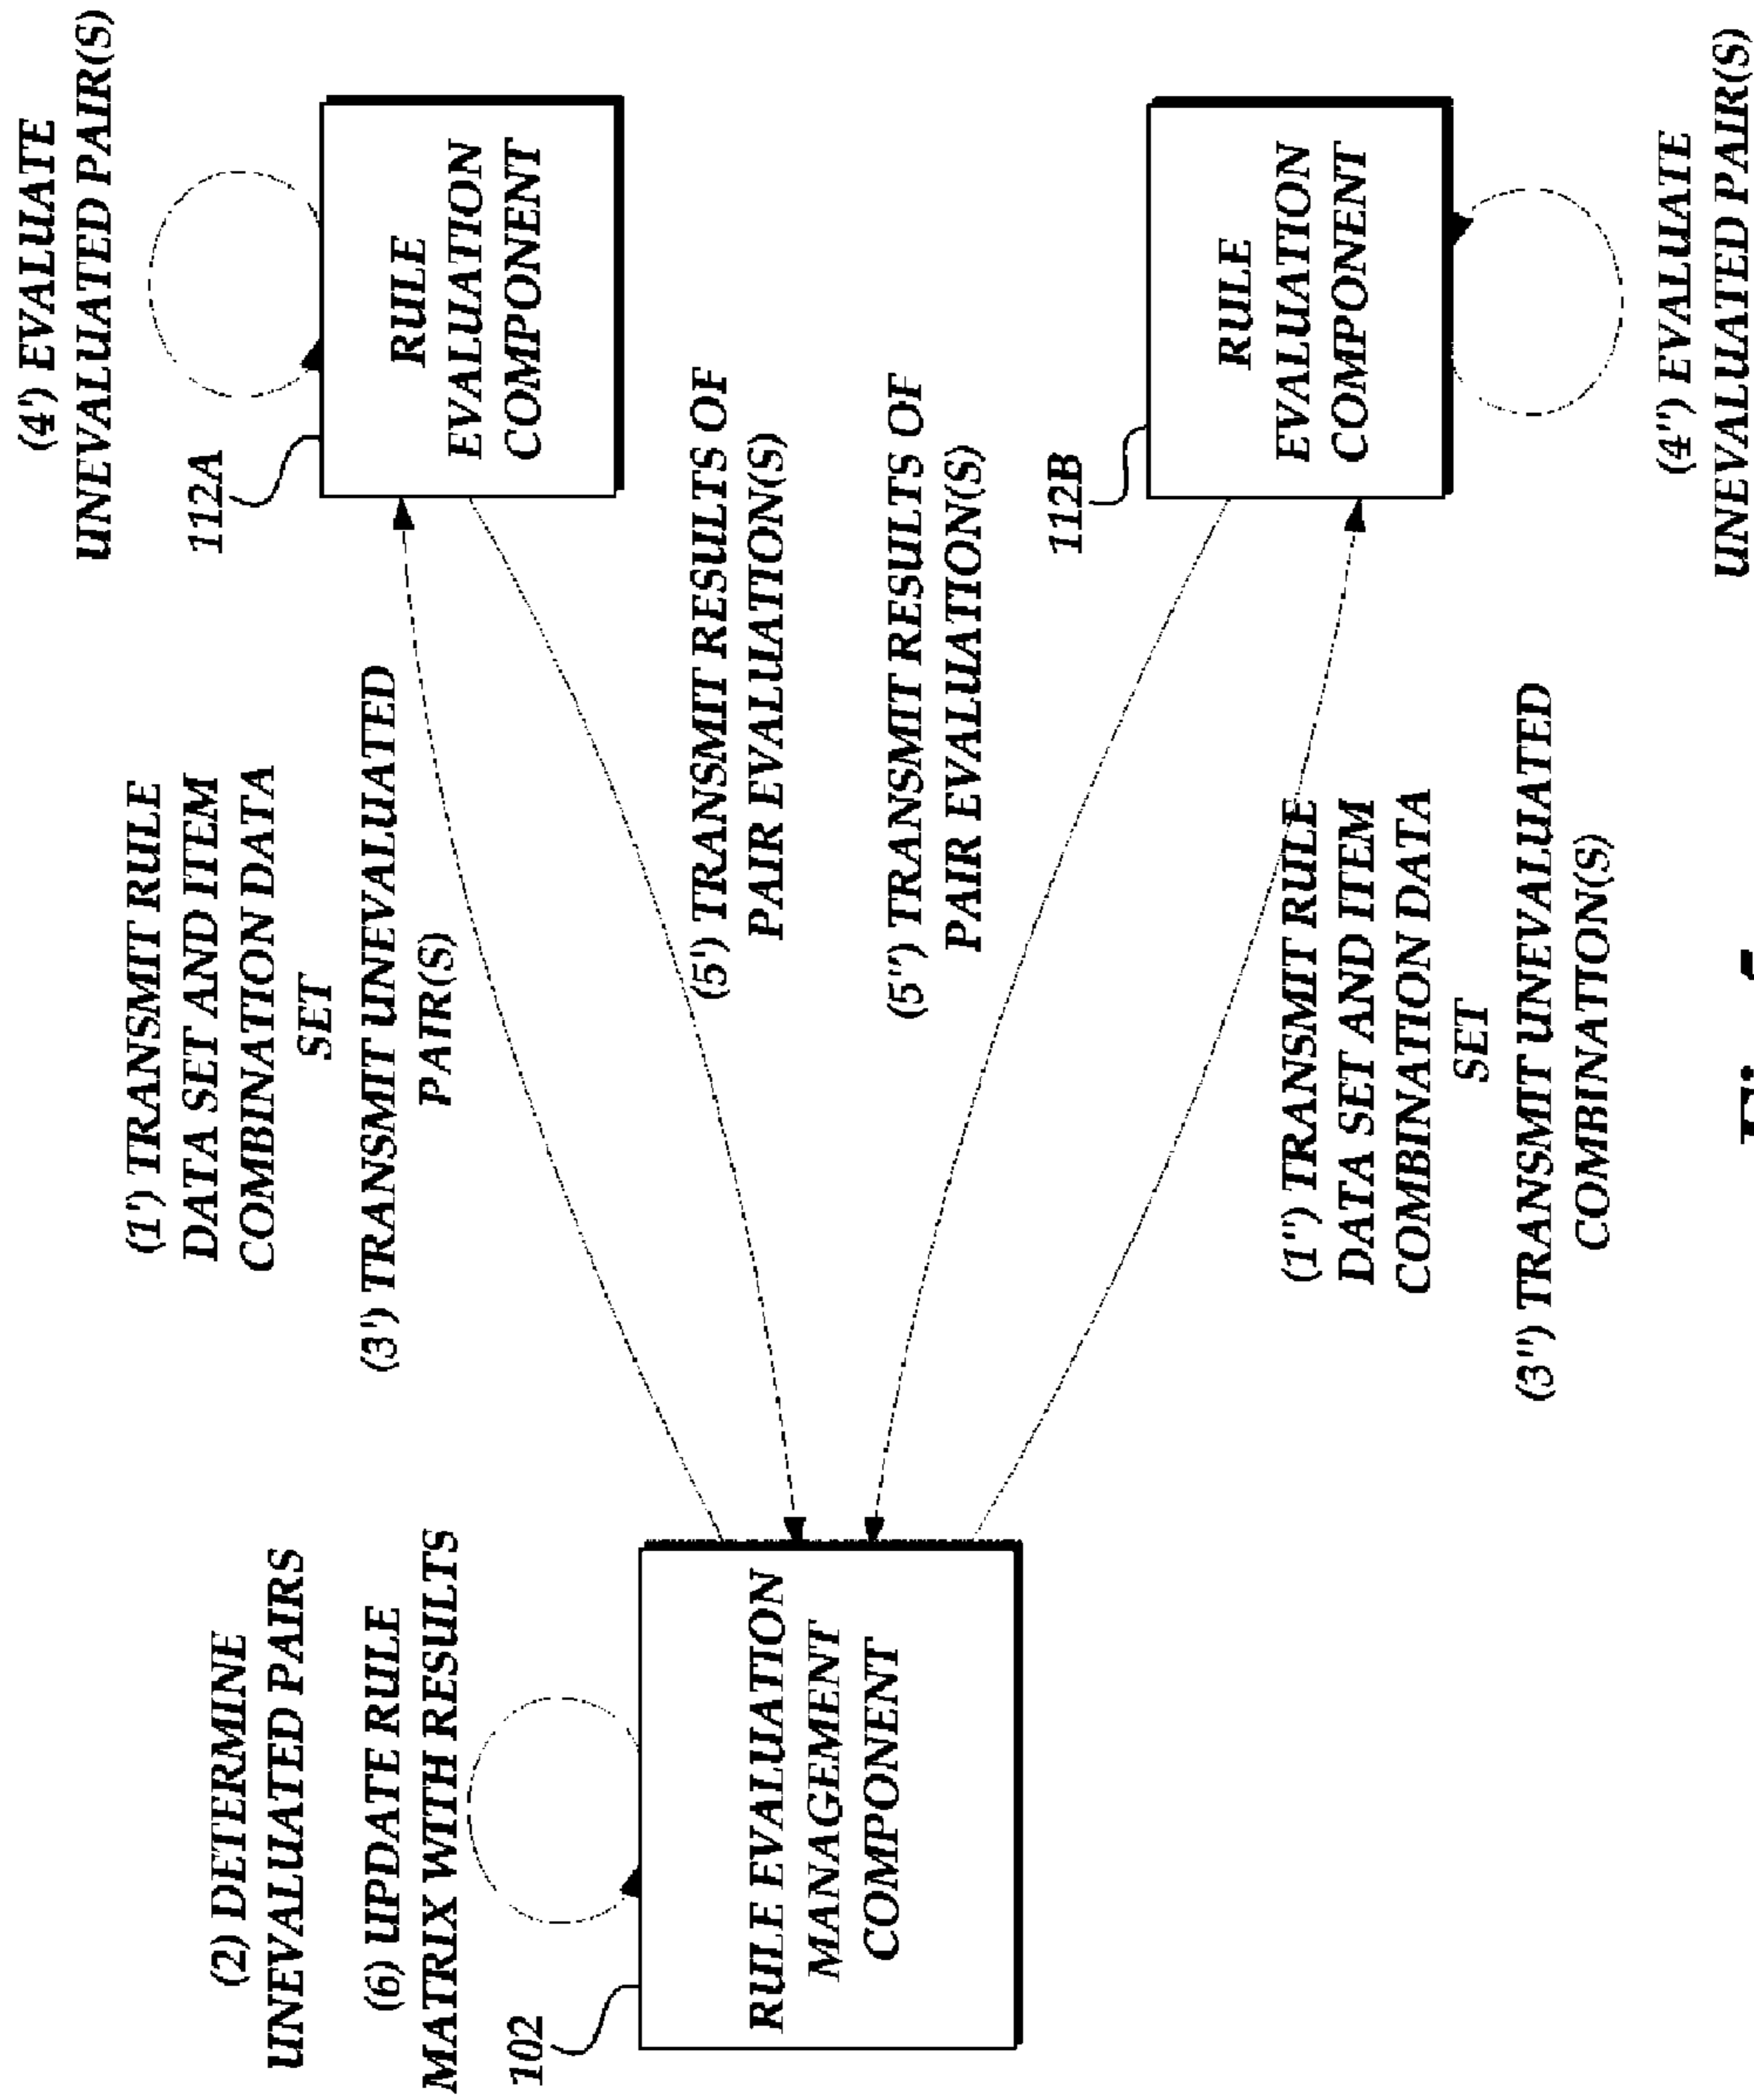 (2) DETERMINE
UNEVALUATED PAIRS
(6) UPDATE RULE
MATRIX WITH RESULTS
102
RULE EVALUATION
MANAGEMENT
COMPONENT
(1') TRANSMIT RULE
DATA SET AND ITEM
COMBINATION DATA
SET
(3') TRANSMIT UNEVALUATED
PAIR(S)
(5') TRANSMIT RESULTS OF
PAIR EVALUATION(S)
(5'') TRANSMIT RESULTS OF
PAIR EVALUATION(S)
(1'') TRANSMIT RULE
DATA SET AND ITEM
COMBINATION DATA
SET
(3'') TRANSMIT UNEVALUATED
COMBINATION(S)
(4') EVALUATE
UNEVALUATED PAIR(S)
112A
RULE
EVALUATION
COMPONENT
112B
RULE
EVALUATION
COMPONENT
(4'') EVALUATE
UNEVALUATED PAIR(S)